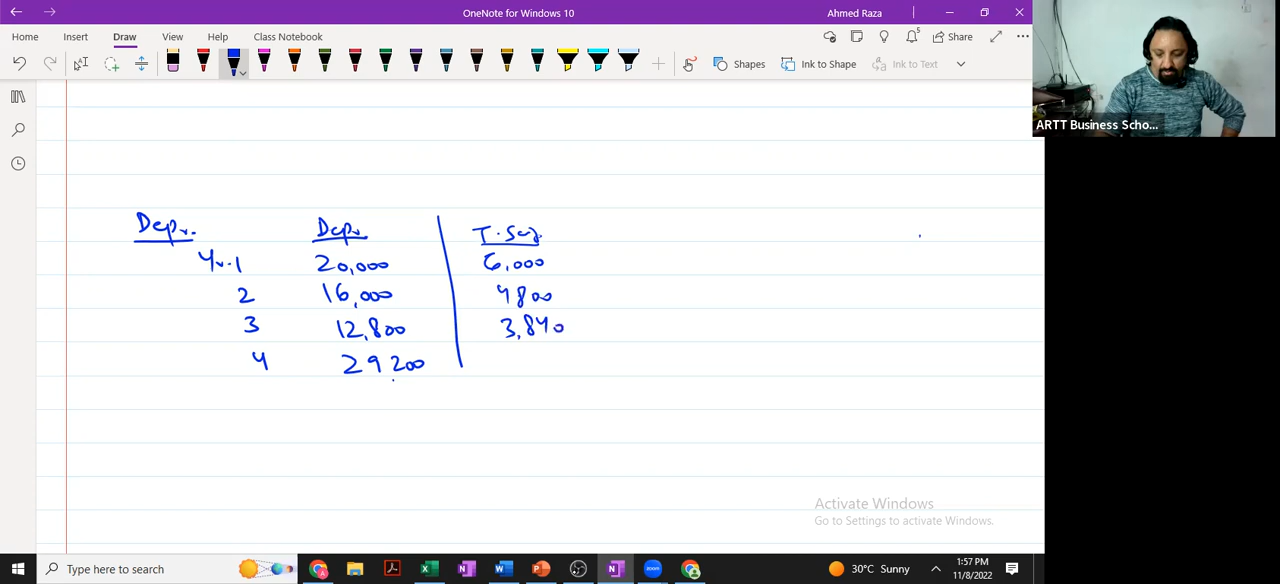 OneNote for Windows 10
Ahmed Raza
Home Insert Draw View Help Class Notebook
5
Share
Shapes Ink to Shape Ink to Text
ARTT Business Scho...
Depr. Depr T. Sav
Yr.1 20,000 6,000
2 16,000 4800
3 12,800 3,840
4 29200
Activate Windows
Go to Settings to activate Windows.
Type here to search
30°C Sunny
1:57 PM
11/8/2022